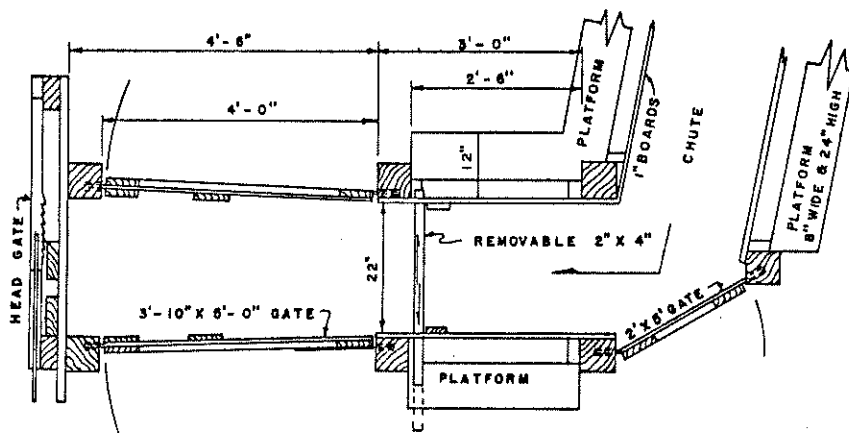 4'-6"
3'-0"
2'-6"
4'-0"
PLATFORM
1" BOARDS
CHUTE
PLATFORM
8" WIDE & 24" HIGH
12"
HEAD GATE
22"
REMOVABLE 2" X 4"
3'-10" X 5'-0" GATE
2' X 5' GATE
PLATFORM